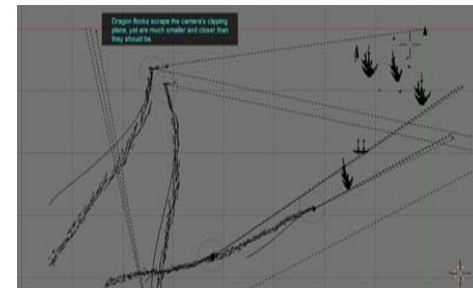 Dragon flocks scrape the camera's clipping
plane, yet are much smaller and closer than
they should be.